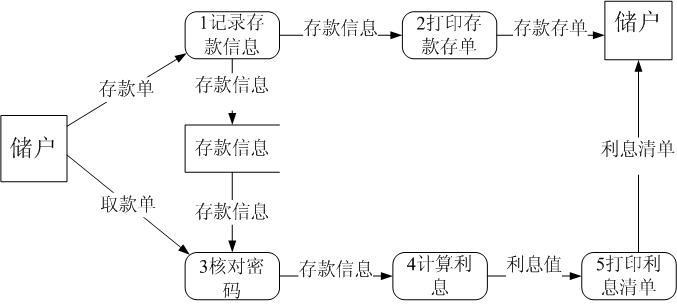 1记录存
款信息
存款信息
2打印存
款存单
存款存单
储户
存款单
存款信息
储户
存款信息
利息清单
取款单
存款信息
3核对密
码
存款信息
4计算利
息
利息值
5打印利
息清单